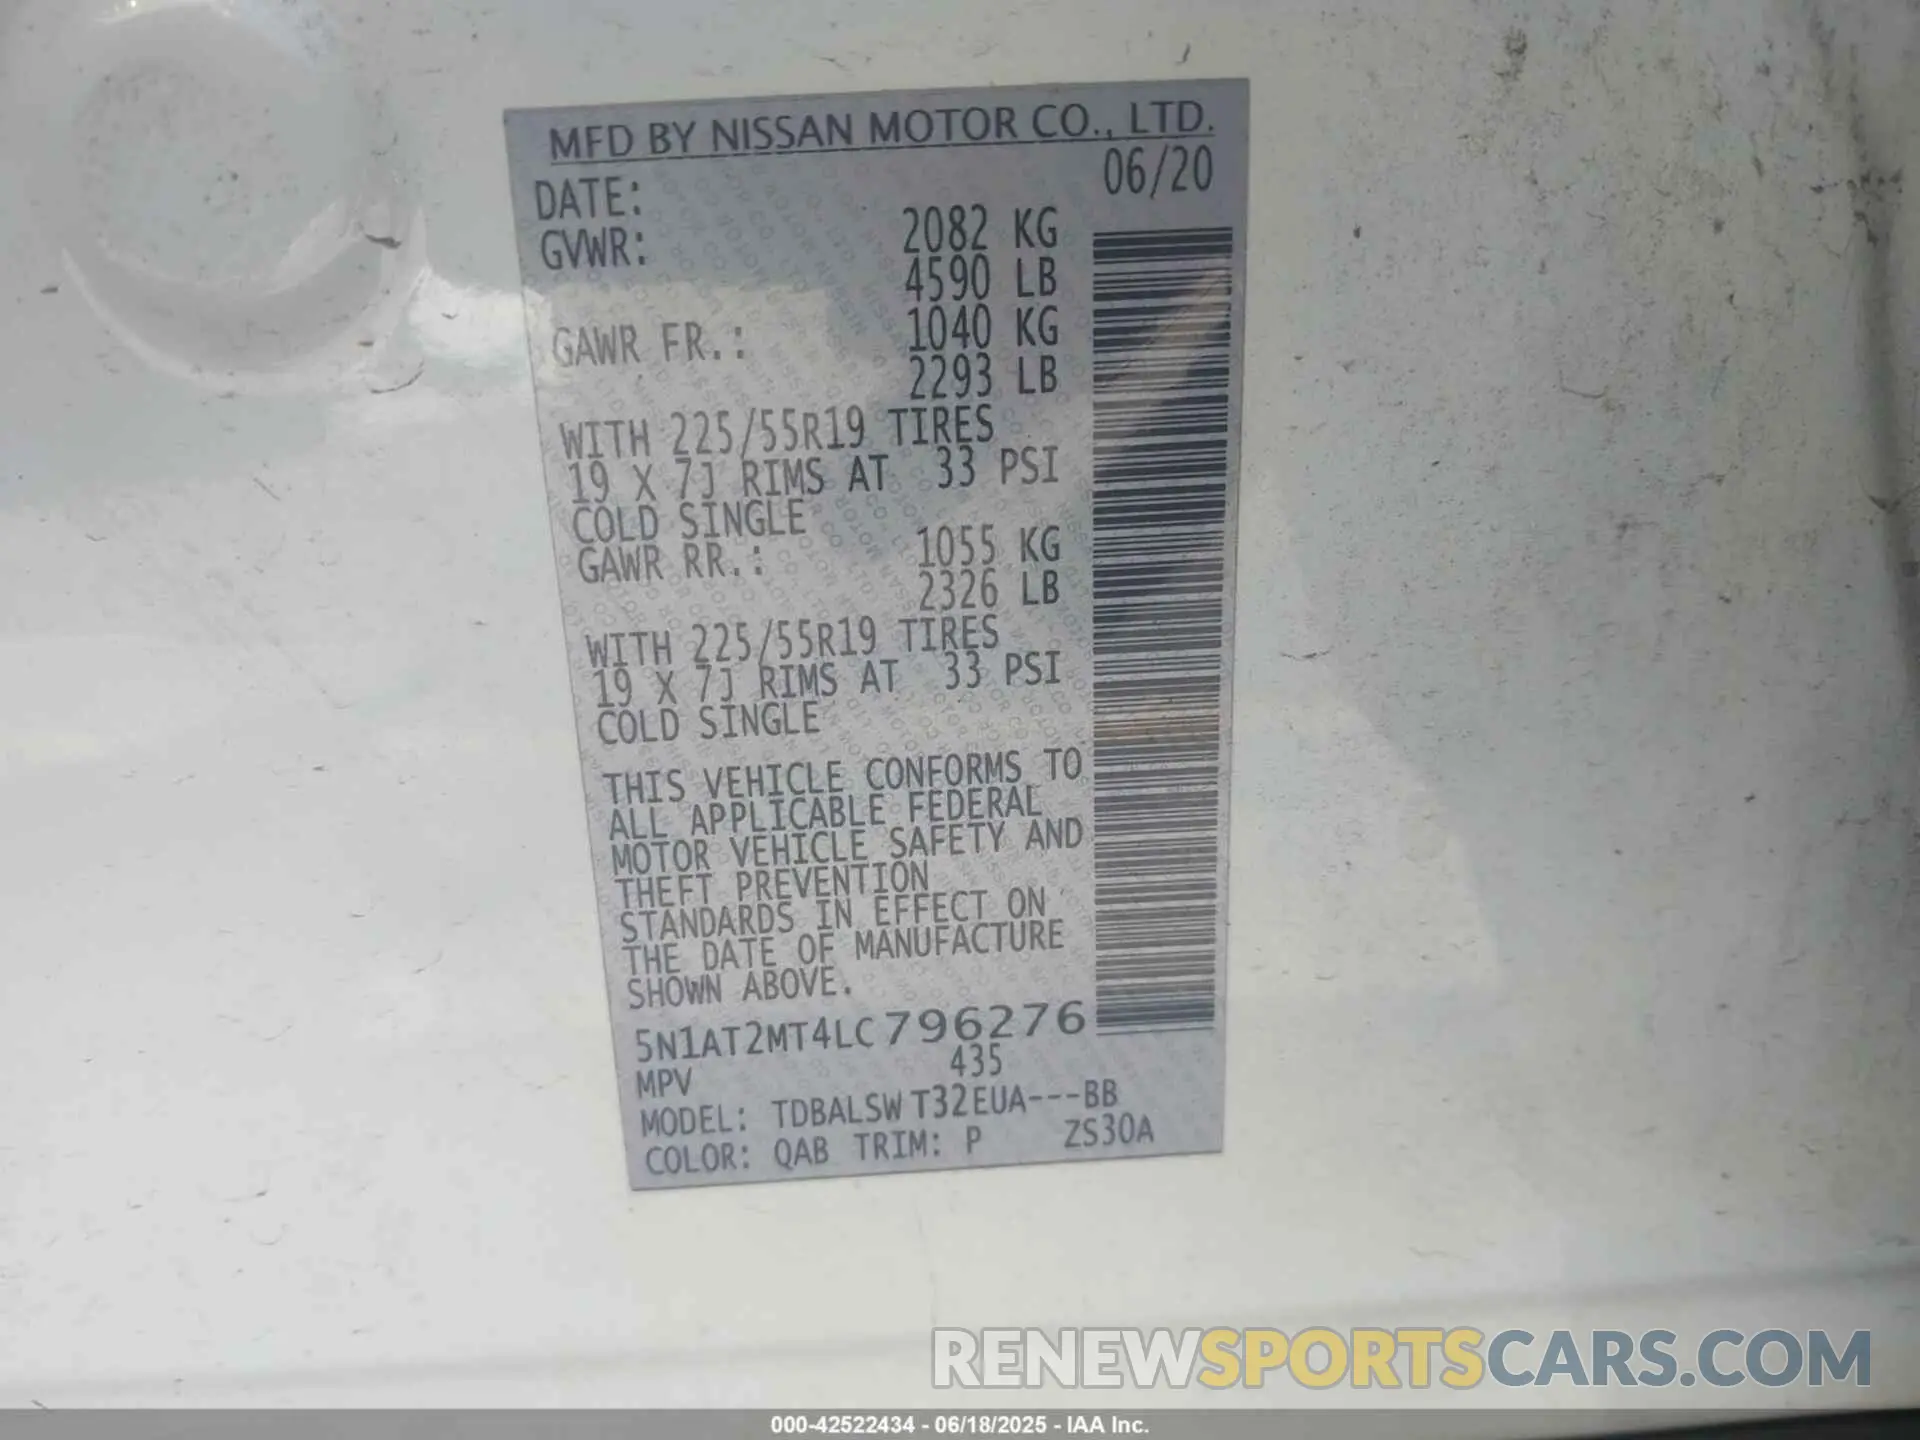 MFD BY NISSAN MOTOR CO., LTD.
DATE: 06/20
GVWR: 2082 KG
4590 LB
GAWR FR.: 1040 KG
2293 LB
WITH 225/55R19 TIRES
19 X 7J RIMS AT 33 PSI
COLD SINGLE
GAWR RR.: 1055 KG
2326 LB
WITH 225/55R19 TIRES
19 X 7J RIMS AT 33 PSI
COLD SINGLE
THIS VEHICLE CONFORMS TO
ALL APPLICABLE FEDERAL
MOTOR VEHICLE SAFETY AND
THEFT PREVENTION
STANDARDS IN EFFECT ON
THE DATE OF MANUFACTURE
SHOWN ABOVE.
5N1AT2MT4LC796276
MPV 435
MODEL: TDBALSW T32EUA---BB
COLOR: QAB TRIM: P ZS30A
RENEWSPORTSCARS.COM
000-42522434 - 06/18/2025 - IAA Inc.